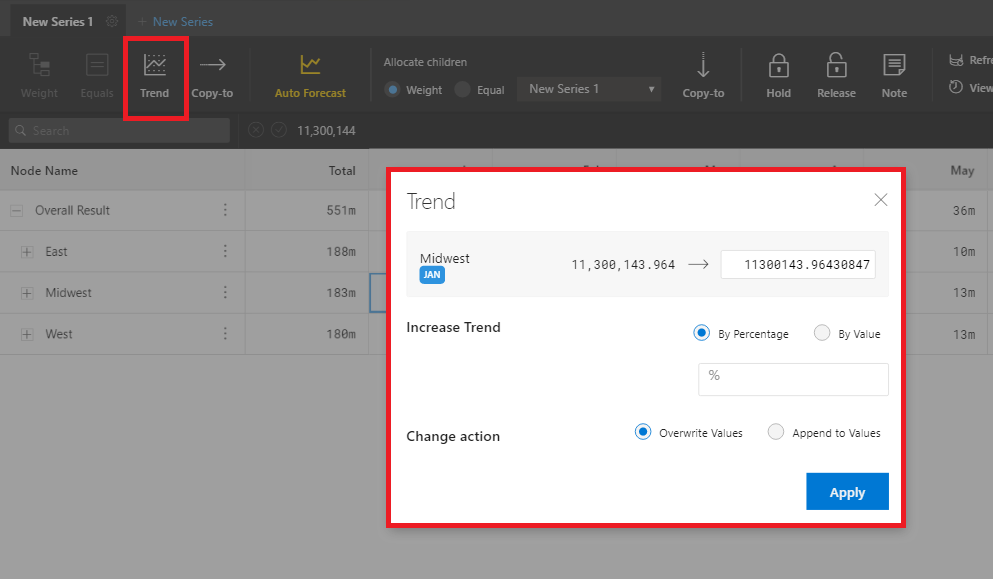 New Series 1
+ New Series
Weight
Equals
Trend
Copy-to
Auto Forecast
Allocate children
Weight
Equal
New Series 1
Copy-to
Hold
Release
Note
Refre
View
Search
11,300,144
Node Name
Total
May
Overall Result
551m
36m
East
188m
10m
Midwest
183m
13m
West
180m
13m
Trend
Midwest
JAN
11,300,143.964
11300143.96430847
Increase Trend
By Percentage
By Value
%
Change action
Overwrite Values
Append to Values
Apply